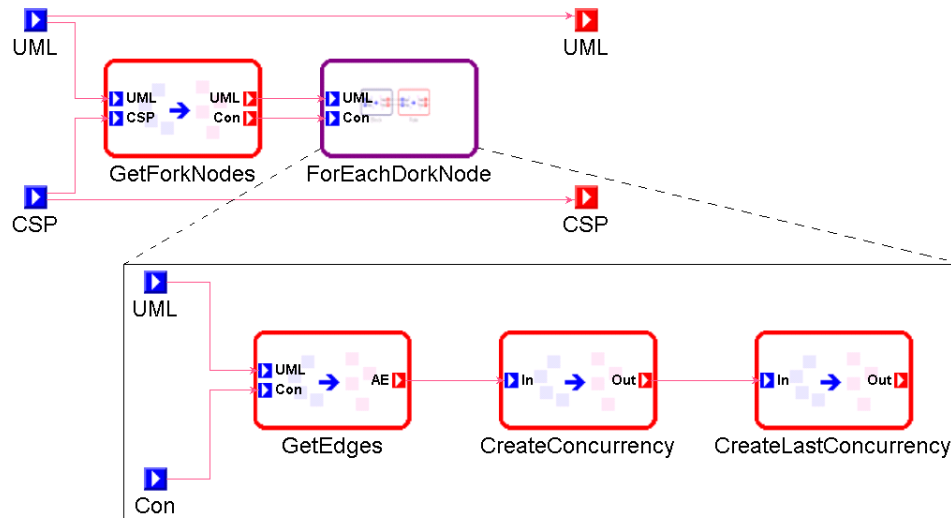 UML
UML
UML
CSP
UML
Con
UML
Con
GetForkNodes
ForEachDorkNode
CSP
CSP
UML
UML
Con
AE
In
Out
In
Out
GetEdges
CreateConcurrency
CreateLastConcurrency
Con